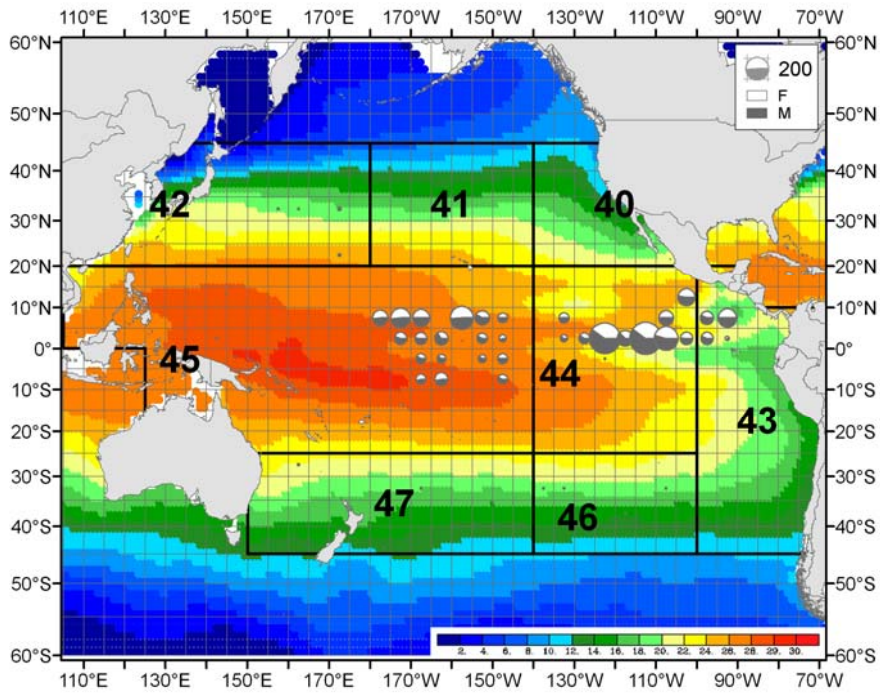 110°E 130°E 150°E 170°E 170°W 150°W 130°W 110°W 90°W 70°W
60°N 60°N
200
F
M
50°N 50°N
40°N 40°N
42 41 40
30°N 30°N
20°N 20°N
10°N 10°N
0° 0°
45 44
10°S 10°S
43
20°S 20°S
30°S 30°S
47 46
40°S 40°S
50°S 50°S
2. 4. 6. 8. 10. 12. 14. 16. 18. 20. 22. 24. 26. 28. 29. 30.
60°S 60°S
110°E 130°E 150°E 170°E 170°W 150°W 130°W 110°W 90°W 70°W